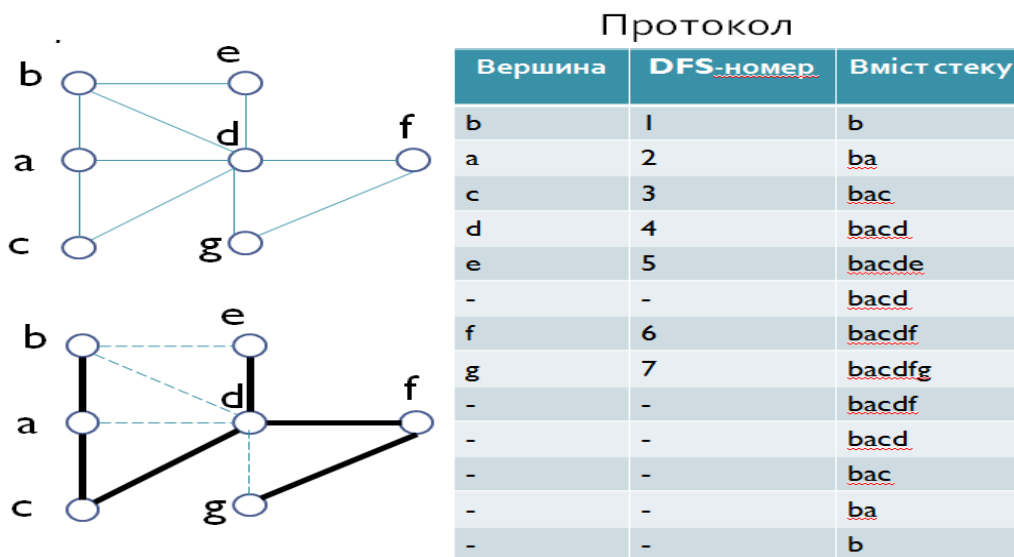 Протокол
b
e
d
f
a
c
g
b
e
d
f
a
c
g
Вершина DFS-номер Вміст стеку
b 1 b
a 2 ba
c 3 bac
d 4 bacd
e 5 bacde
- - bacd
f 6 bacdf
g 7 bacdfg
- - bacdf
- - bacd
- - bac
- - ba
- - b